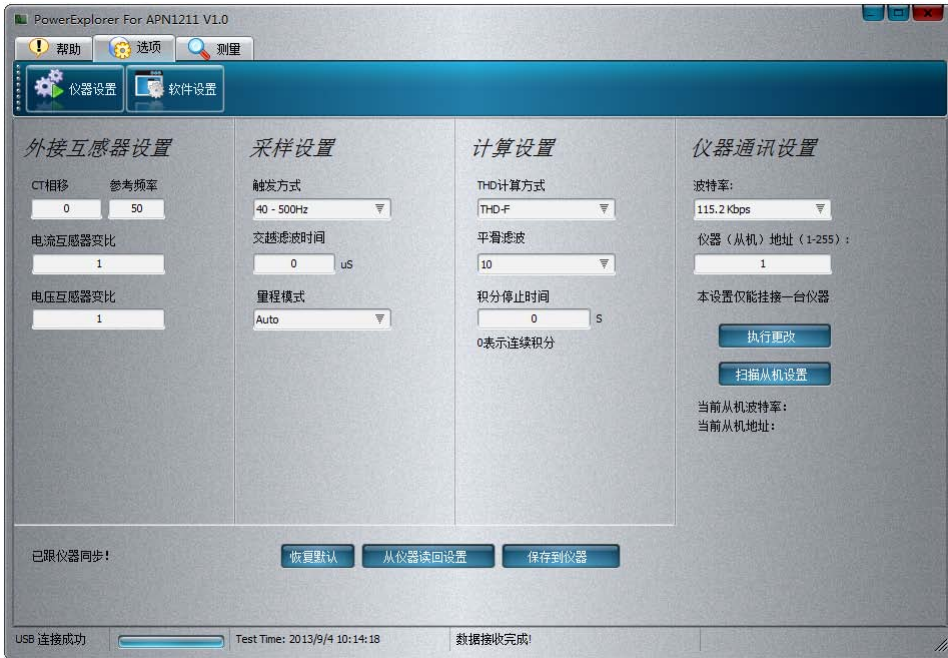 PowerExplorer For APN1211 V1.0
帮助 选项 测量
仪器设置 软件设置
外接互感器设置
CT相移 参考频率
0 50
电流互感器变比
1
电压互感器变比
1
采样设置
触发方式
40 - 500Hz
交越滤波时间
0 uS
量程模式
Auto
计算设置
THD计算方式
THD-F
平滑滤波
10
积分停止时间
0 S
0表示连续积分
仪器通讯设置
波特率:
115.2 Kbps
仪器（从机）地址（1-255）:
1
本设置仅能挂接一台仪器
执行更改
扫描从机设置
当前从机波特率:
当前从机地址:
已跟仪器同步!
恢复默认 从仪器读回设置 保存到仪器
USB 连接成功 Test Time: 2013/9/4 10:14:18 数据接收完成!